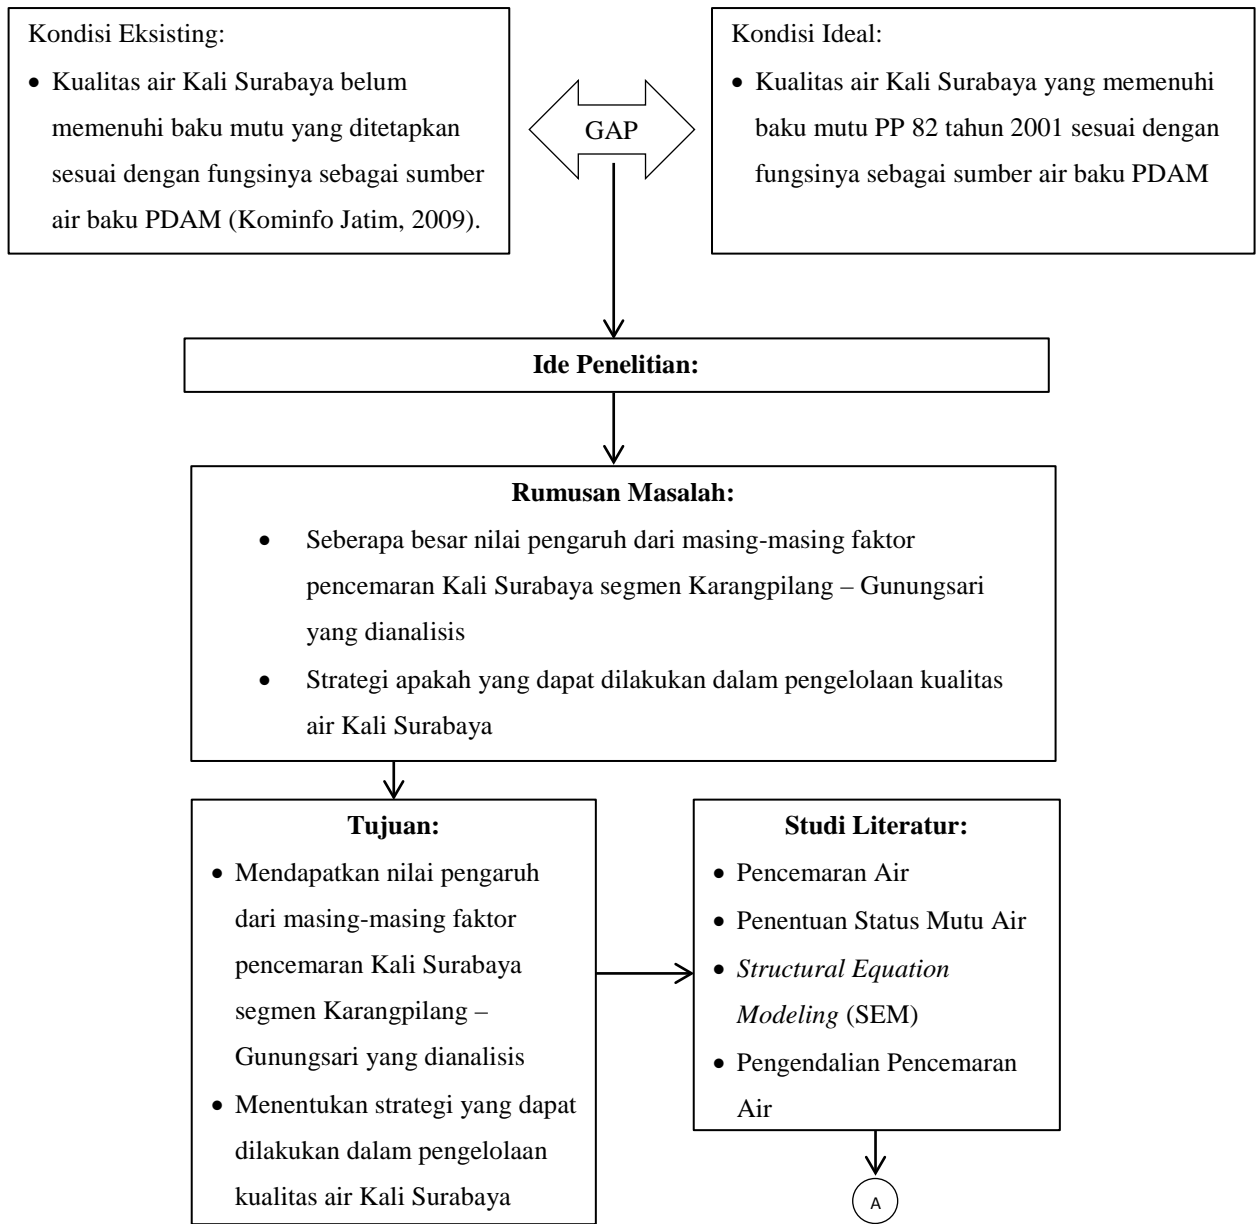 Kondisi Eksisting:
• Kualitas air Kali Surabaya belum
memenuhi baku mutu yang ditetapkan
sesuai dengan fungsinya sebagai sumber
air baku PDAM (Kominfo Jatim, 2009).
GAP
Kondisi Ideal:
• Kualitas air Kali Surabaya yang memenuhi
baku mutu PP 82 tahun 2001 sesuai dengan
fungsinya sebagai sumber air baku PDAM
Ide Penelitian:
Rumusan Masalah:
• Seberapa besar nilai pengaruh dari masing-masing faktor
pencemaran Kali Surabaya segmen Karangpilang – Gunungsari
yang dianalisis
• Strategi apakah yang dapat dilakukan dalam pengelolaan kualitas
air Kali Surabaya
Tujuan:
• Mendapatkan nilai pengaruh
dari masing-masing faktor
pencemaran Kali Surabaya
segmen Karangpilang –
Gunungsari yang dianalisis
• Menentukan strategi yang dapat
dilakukan dalam pengelolaan
kualitas air Kali Surabaya
Studi Literatur:
• Pencemaran Air
• Penentuan Status Mutu Air
• Structural Equation
Modeling (SEM)
• Pengendalian Pencemaran
Air
A